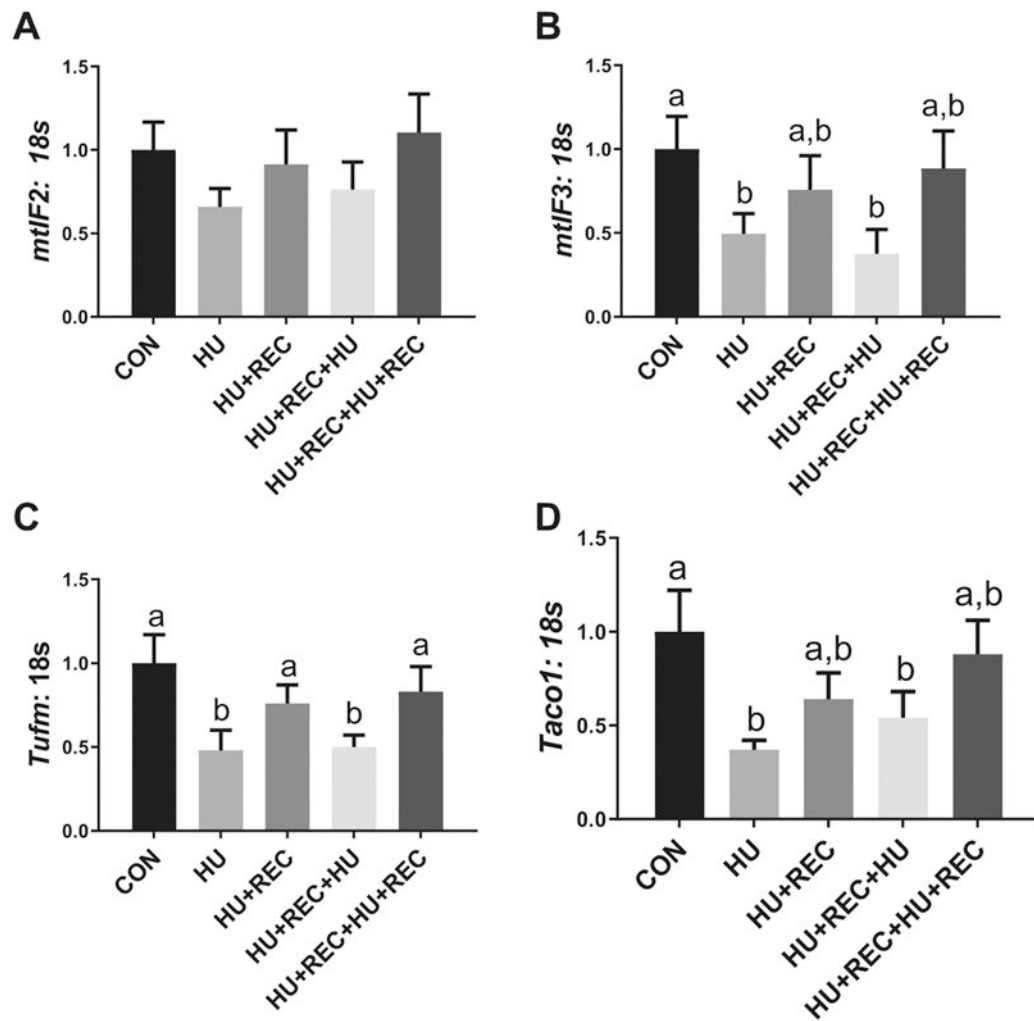 A
mtIF2: 18s
1.5
1.0
0.5
0.0
CON
HU
HU+REC
HU+REC+HU
HU+REC+HU+REC
B
mtIF3: 18s
1.5
1.0
0.5
0.0
a
b
a,b
b
a,b
CON
HU
HU+REC
HU+REC+HU
HU+REC+HU+REC
C
Tufm: 18s
1.5
1.0
0.5
0.0
a
b
a
b
a
CON
HU
HU+REC
HU+REC+HU
HU+REC+HU+REC
D
Taco1: 18s
1.5
1.0
0.5
0.0
a
b
a,b
b
a,b
CON
HU
HU+REC
HU+REC+HU
HU+REC+HU+REC